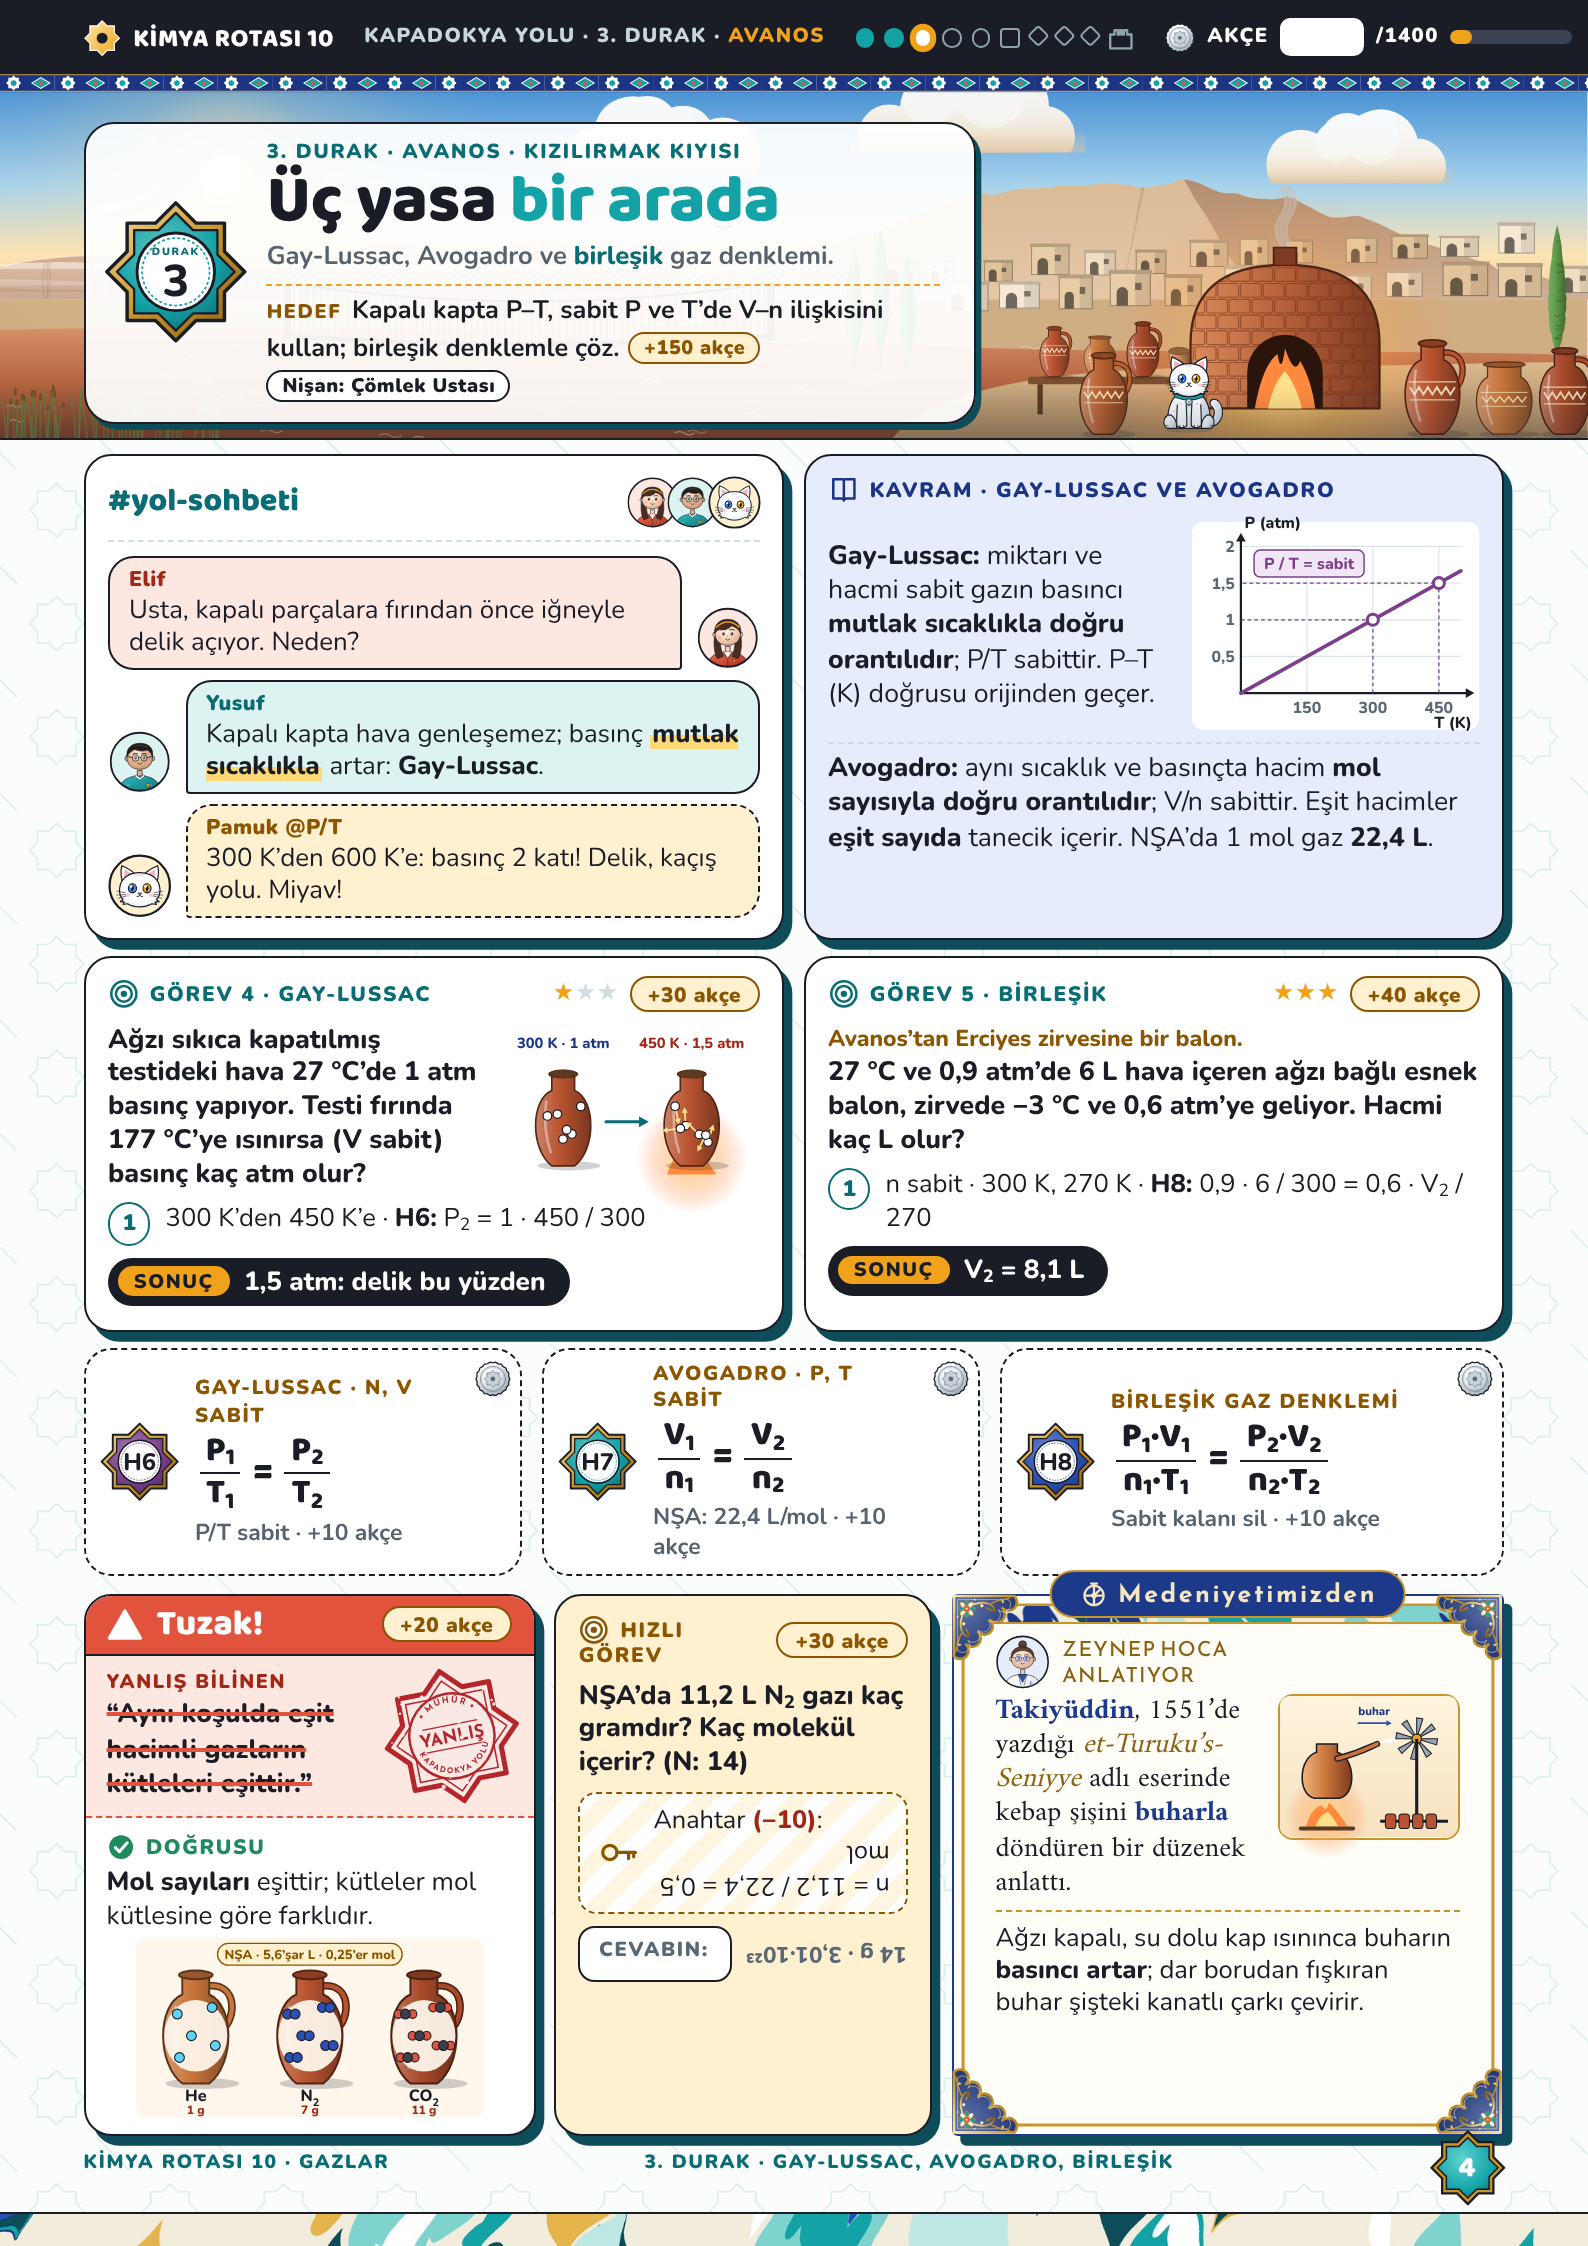 KİMYA ROTASI 10
KAPADOKYA YOLU · 3. DURAK · AVANOS
AKÇE
/1400
3. DURAK · AVANOS · KIZILIRMAK KIYISI
Üç yasa bir arada
Gay-Lussac, Avogadro ve birleşik gaz denklemi.
DURAK
3
HEDEF Kapalı kapta P–T, sabit P ve T’de V–n ilişkisini
kullan; birleşik denklemle çöz. +150 akçe
Nişan: Çömlek Ustası
#yol-sohbeti
Elif
Usta, kapalı parçalara fırından önce iğneyle
delik açıyor. Neden?
Yusuf
Kapalı kapta hava genleşemez; basınç mutlak
sıcaklıkla artar: Gay-Lussac.
Pamuk @P/T
300 K’den 600 K’e: basınç 2 katı! Delik, kaçış
yolu. Miyav!
KAVRAM · GAY-LUSSAC VE AVOGADRO
Gay-Lussac: miktarı ve
hacmi sabit gazın basıncı
mutlak sıcaklıkla doğru
orantılıdır; P/T sabittir. P–T
(K) doğrusu orijinden geçer.
P (atm)
2
P / T = sabit
1,5
1
0,5
150 300 450
T (K)
Avogadro: aynı sıcaklık ve basınçta hacim mol
sayısıyla doğru orantılıdır; V/n sabittir. Eşit hacimler
eşit sayıda tanecik içerir. NŞA’da 1 mol gaz 22,4 L.
GÖREV 4 · GAY-LUSSAC
★★★ +30 akçe
Ağzı sıkıca kapatılmış
testideki hava 27 °C’de 1 atm
basınç yapıyor. Testi fırında
177 °C’ye ısınırsa (V sabit)
basınç kaç atm olur?
300 K · 1 atm 450 K · 1,5 atm
1 300 K’den 450 K’e · H6: P₂ = 1 · 450 / 300
SONUÇ 1,5 atm: delik bu yüzden
GÖREV 5 · BİRLEŞİK
★★★ +40 akçe
Avanos’tan Erciyes zirvesine bir balon.
27 °C ve 0,9 atm’de 6 L hava içeren ağzı bağlı esnek
balon, zirvede −3 °C ve 0,6 atm’ye geliyor. Hacmi
kaç L olur?
1 n sabit · 300 K, 270 K · H8: 0,9 · 6 / 300 = 0,6 · V₂ /
270
SONUÇ V₂ = 8,1 L
H6
GAY-LUSSAC · N, V
SABİT
P₁/T₁ = P₂/T₂
P/T sabit · +10 akçe
H7
AVOGADRO · P, T
SABİT
V₁/n₁ = V₂/n₂
NŞA: 22,4 L/mol · +10
akçe
H8
BİRLEŞİK GAZ DENKLEMİ
P₁·V₁/n₁·T₁ = P₂·V₂/n₂·T₂
Sabit kalanı sil · +10 akçe
Tuzak!
+20 akçe
YANLIŞ BİLİNEN
“Aynı koşulda eşit
hacimli gazların
kütleleri eşittir.”
MÜHÜR
YANLIŞ
KAPADOKYA YOLU
DOĞRUSU
Mol sayıları eşittir; kütleler mol
kütlesine göre farklıdır.
NŞA · 5,6’şar L · 0,25’er mol
He N₂ CO₂
1 g 7 g 11 g
HIZLI
GÖREV
+30 akçe
NŞA’da 11,2 L N₂ gazı kaç
gramdır? Kaç molekül
içerir? (N: 14)
Anahtar (−10):
n = 11,2 / 22,4 = 0,5
mol
CEVABIN:
14 g · 3,01·10²³
Medeniyetimizden
ZEYNEP HOCA
ANLATIYOR
Takiyüddin, 1551’de
yazdığı et-Turuku’s-
Seniyye adlı eserinde
kebap şişini buharla
döndüren bir düzenek
anlattı.
buhar
Ağzı kapalı, su dolu kap ısınınca buharın
basıncı artar; dar borudan fışkıran
buhar şişteki kanatlı çarkı çevirir.
KİMYA ROTASI 10 · GAZLAR
3. DURAK · GAY-LUSSAC, AVOGADRO, BİRLEŞİK
4